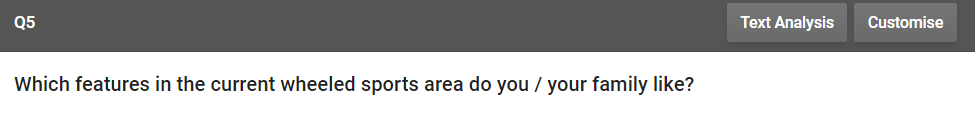 Q5
Text Analysis
Customise
Which features in the current wheeled sports area do you / your family like?